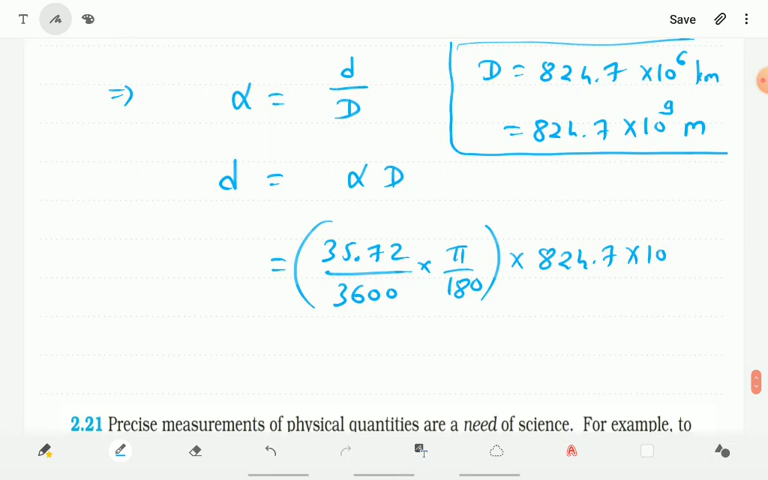 T Save
D = 824.7 × 10⁶ km
⇒ α = d/D
= 824.7 × 10⁹ m
d = α D
= (35.72/3600 × π/180) × 824.7 × 10
2.21 Precise measurements of physical quantities are a need of science. For example, to
A